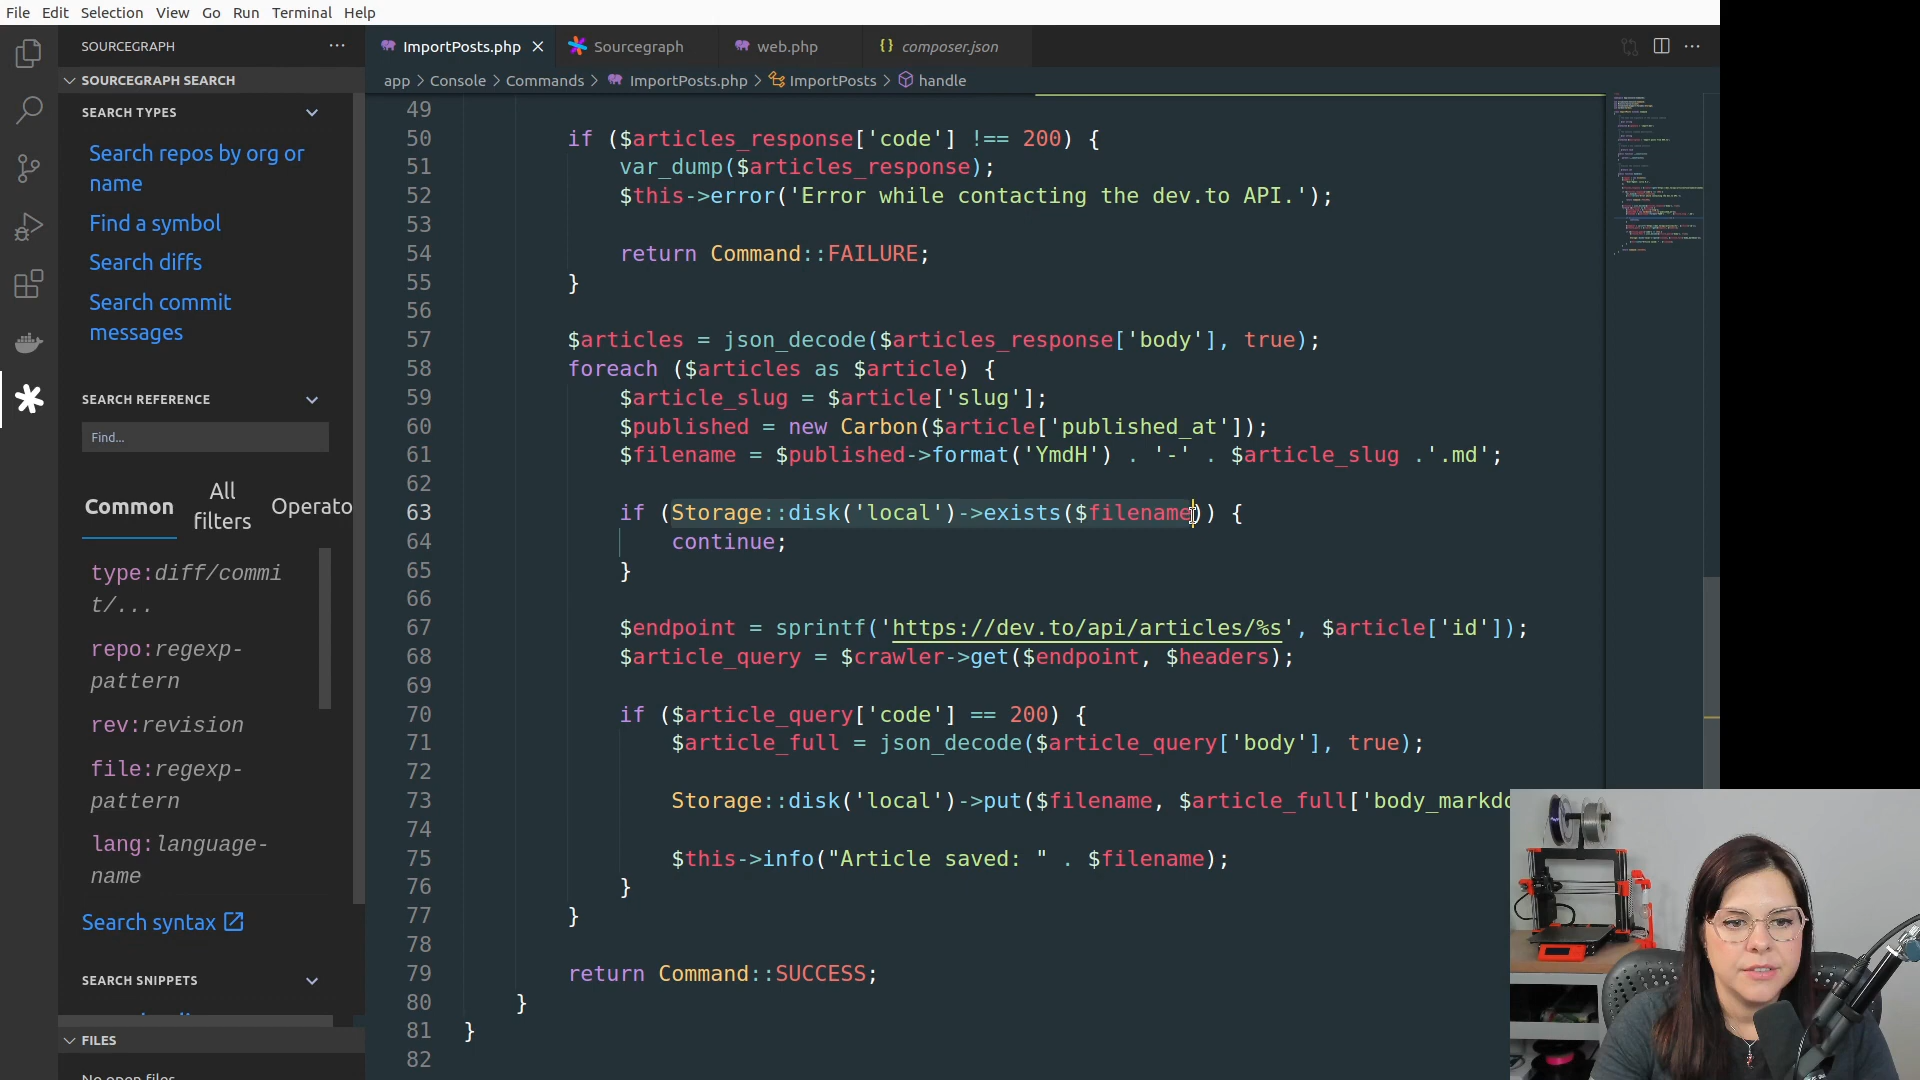 File Edit Selection View Go Run Terminal Help
SOURCEGRAPH
ImportPosts.php
Sourcegraph
web.php
{} composer.json
SOURCEGRAPH SEARCH
app > Console > Commands > ImportPosts.php > ImportPosts > handle
SEARCH TYPES
Search repos by org or
name
Find a symbol
Search diffs
Search commit
messages
SEARCH REFERENCE
Find...
Common
All
filters
Operato
type:diff/commi
t/...
repo:regexp-
pattern
rev:revision
file:regexp-
pattern
lang:language-
name
Search syntax
SEARCH SNIPPETS
FILES
No open files
49
50 if ($articles_response['code'] !== 200) {
51 var_dump($articles_response);
52 $this->error('Error while contacting the dev.to API.');
53
54 return Command::FAILURE;
55 }
56
57 $articles = json_decode($articles_response['body'], true);
58 foreach ($articles as $article) {
59 $article_slug = $article['slug'];
60 $published = new Carbon($article['published_at']);
61 $filename = $published->format('YmdH') . '-' . $article_slug .'.md';
62
63 if (Storage::disk('local')->exists($filename)) {
64 continue;
65 }
66
67 $endpoint = sprintf('https://dev.to/api/articles/%s', $article['id']);
68 $article_query = $crawler->get($endpoint, $headers);
69
70 if ($article_query['code'] == 200) {
71 $article_full = json_decode($article_query['body'], true);
72
73 Storage::disk('local')->put($filename, $article_full['body_markdo
74
75 $this->info("Article saved: " . $filename);
76 }
77 }
78
79 return Command::SUCCESS;
80 }
81 }
82